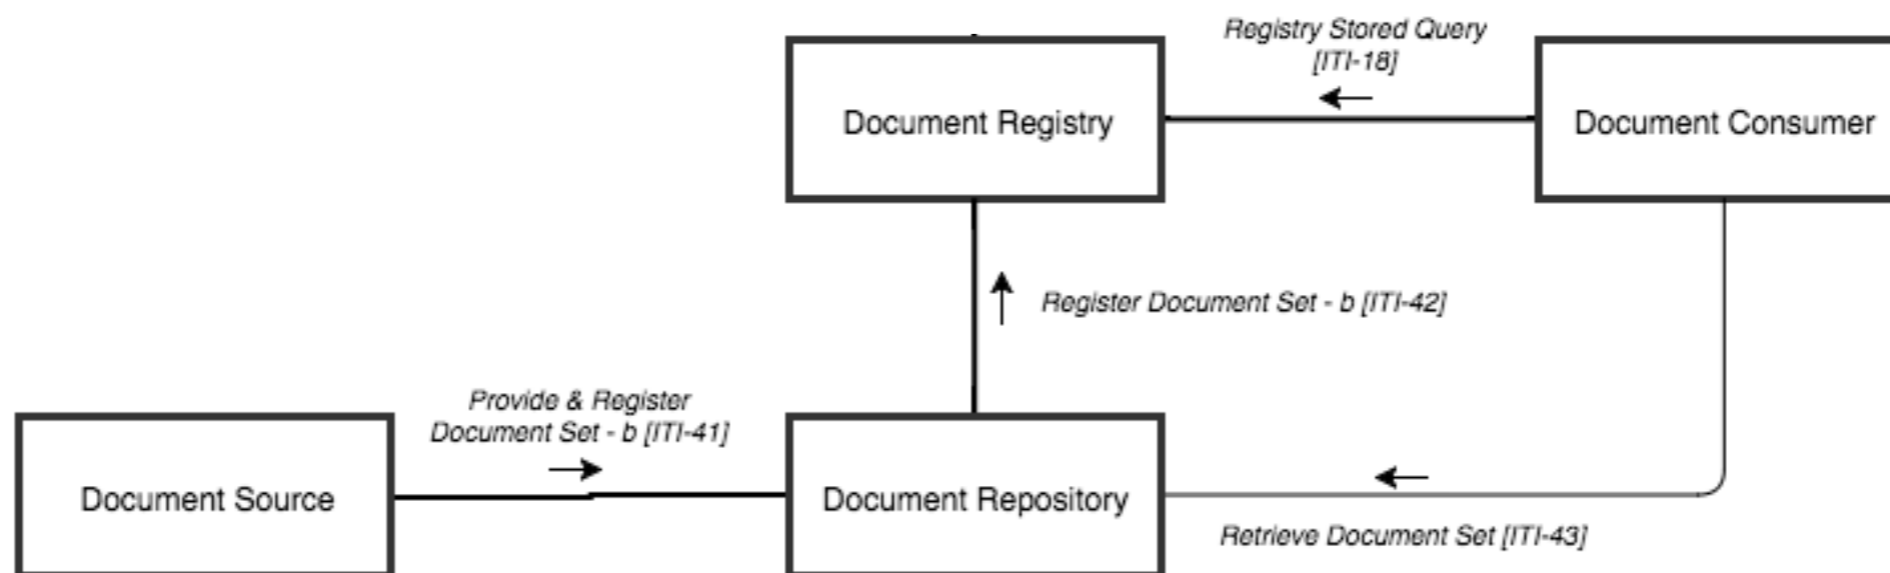 Registry Stored Query
[ITI-18]
Document Registry
Document Consumer
Register Document Set - b [ITI-42]
Provide & Register
Document Set - b [ITI-41]
Document Source
Document Repository
Retrieve Document Set [ITI-43]